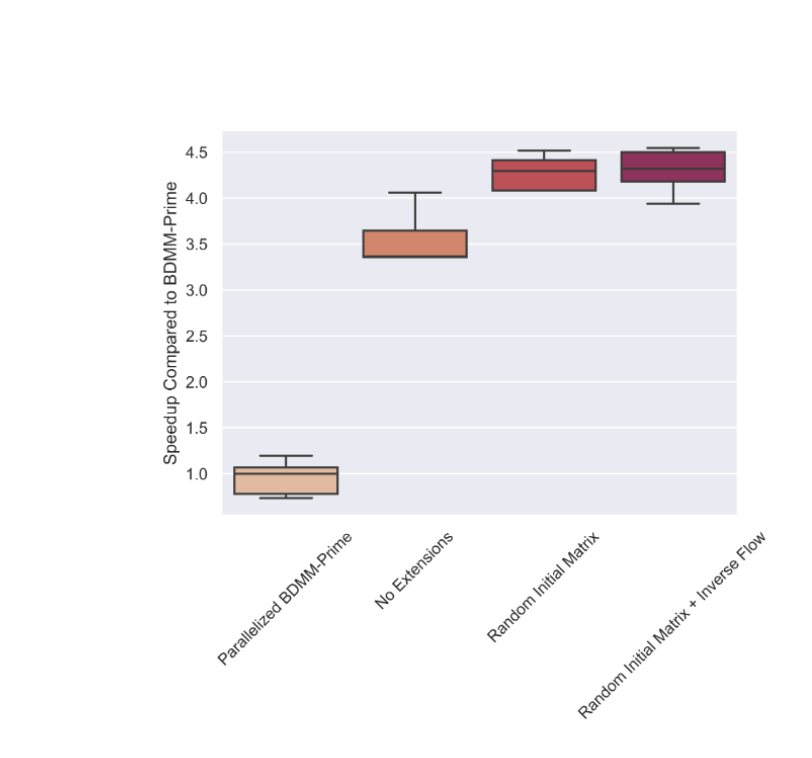 Speedup Compared to BDMM-Prime
4.5
4.0
3.5
3.0
2.5
2.0
1.5
1.0
Parallelized BDMM-Prime
No Extensions
Random Initial Matrix
Random Initial Matrix + Inverse Flow